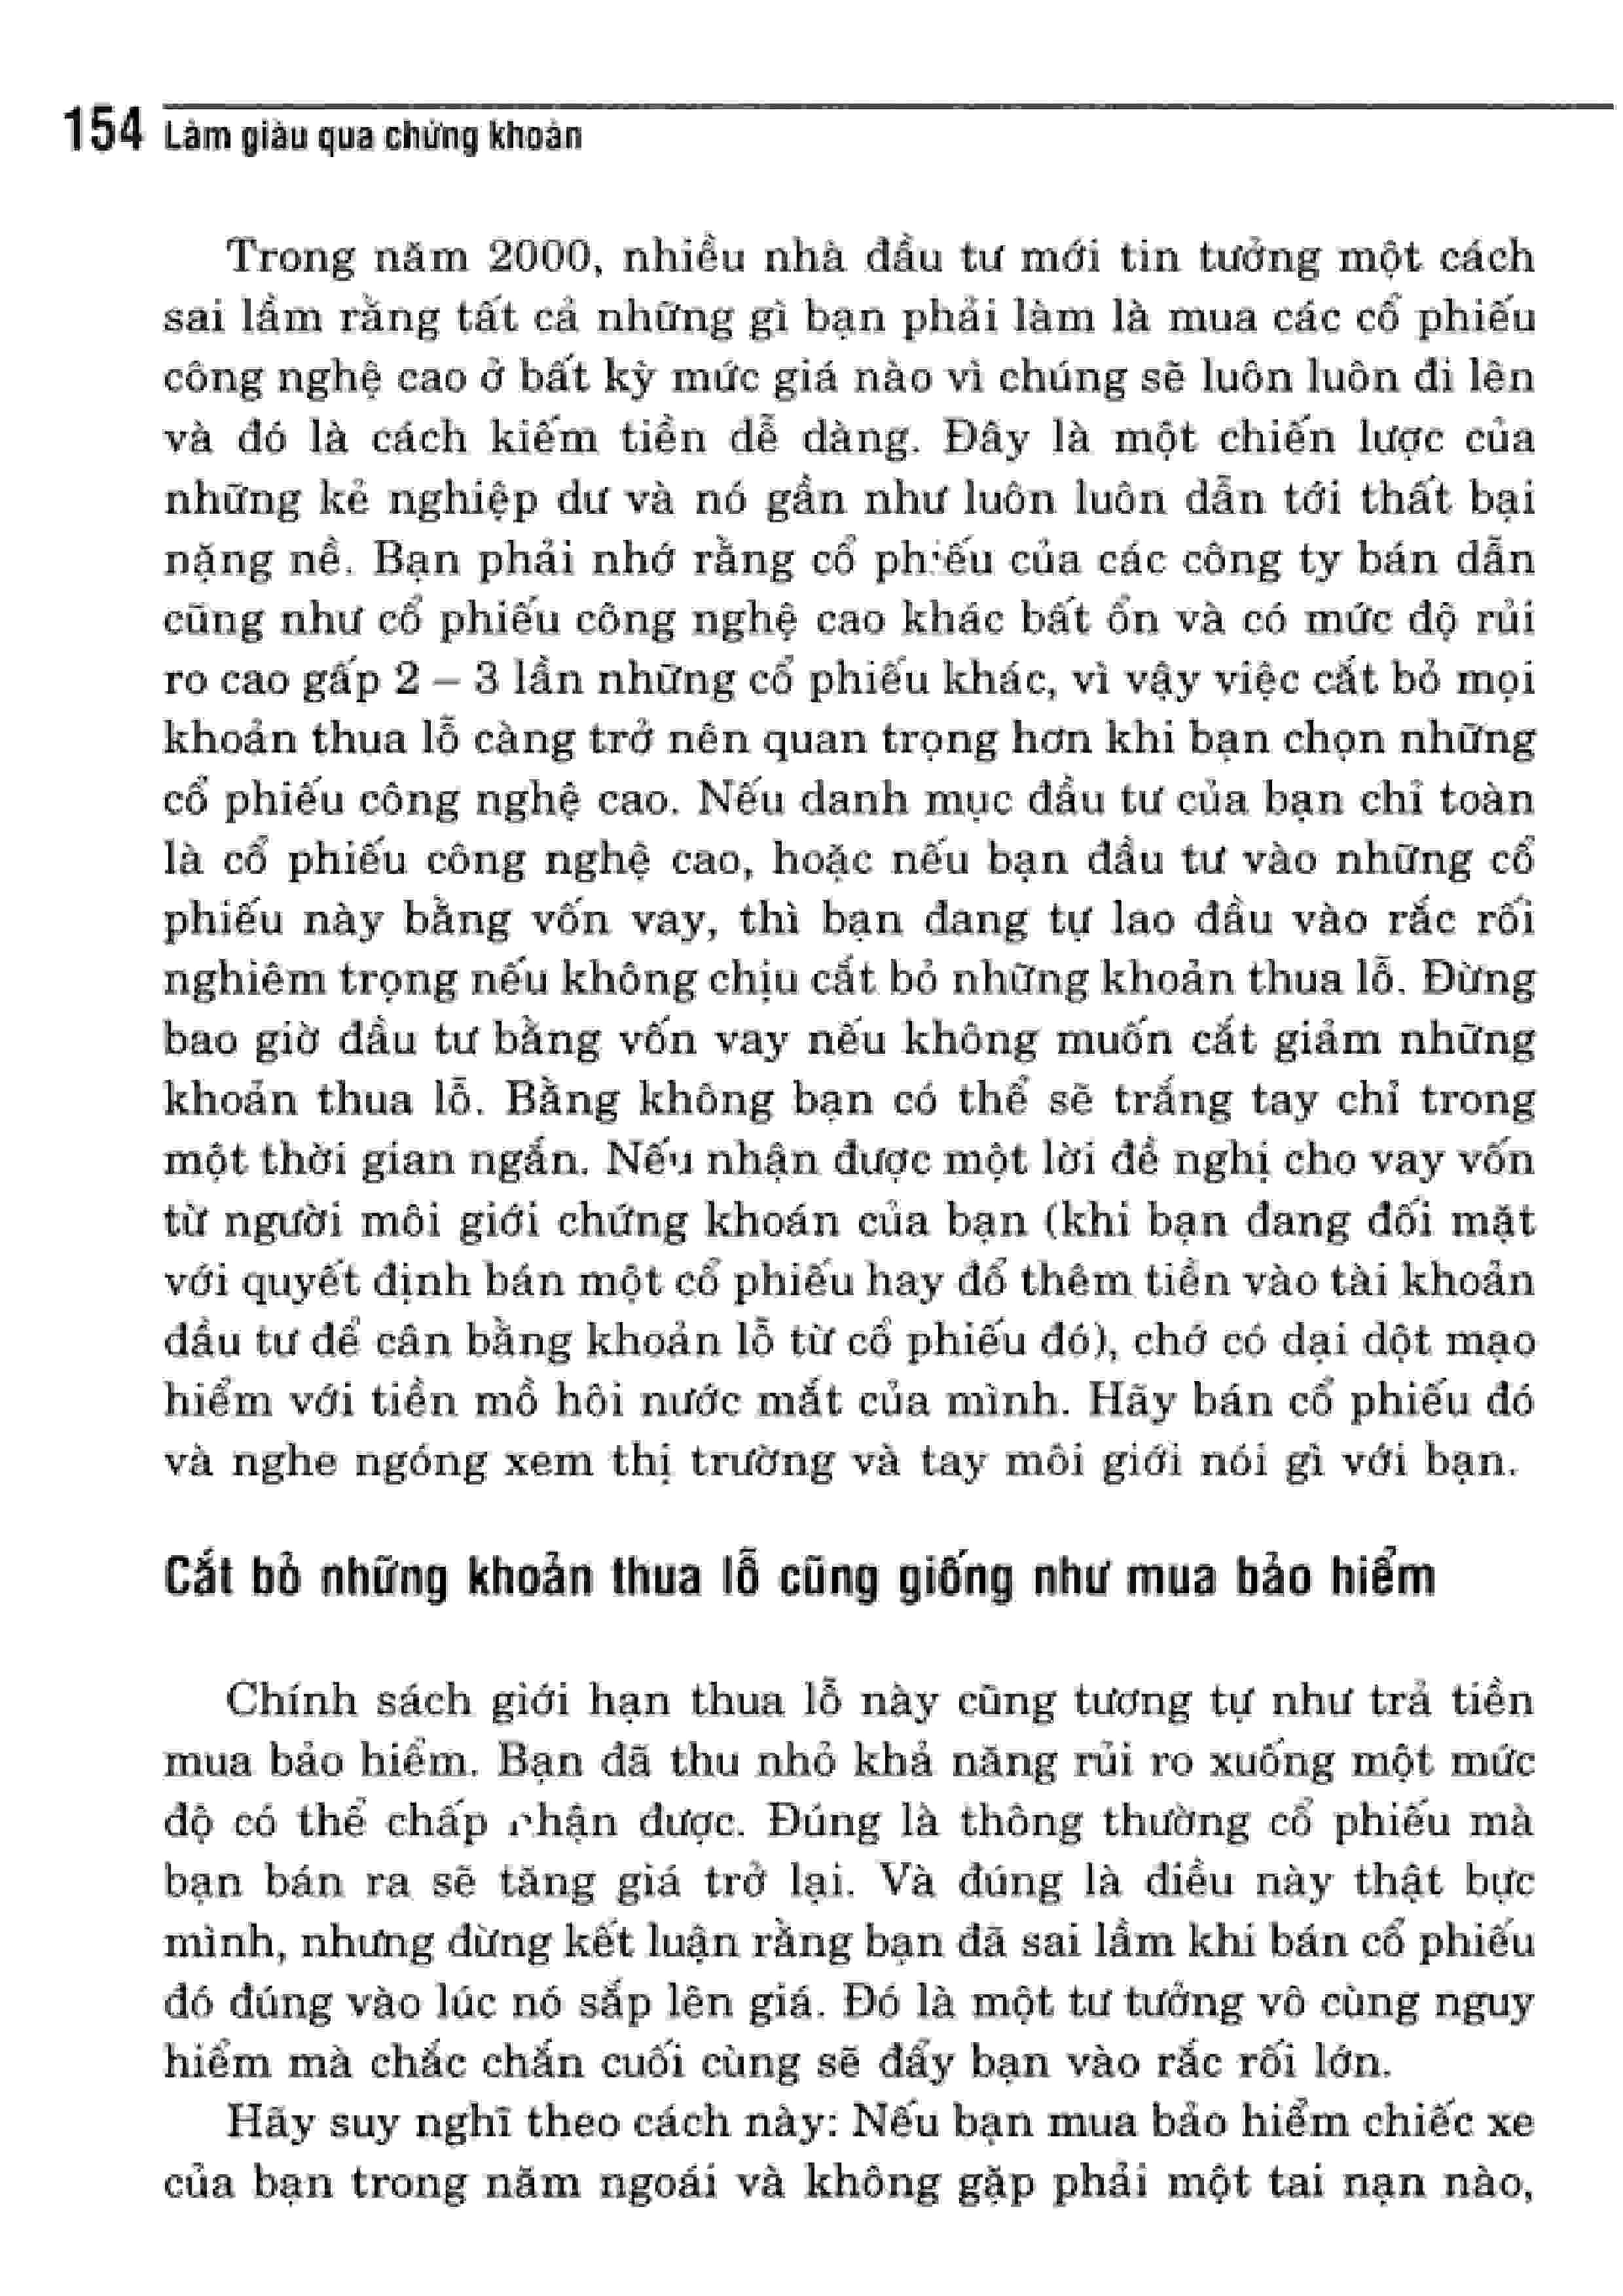 154 Làm giàu qua chứng khoán
Trong năm 2000, nhiều nhà đầu tư mới tin tưởng một cách
sai lầm rằng tất cả những gì bạn phải làm là mua các cổ phiếu
công nghệ cao ở bất kỳ mức giá nào vì chúng sẽ luôn luôn đi lên
và đó là cách kiếm tiền dễ dàng. Đây là một chiến lược của
những kẻ nghiệp dư và nó gần như luôn luôn dẫn tới thất bại
nặng nề. Bạn phải nhớ rằng cổ phiếu của các công ty bán dẫn
cũng như cổ phiếu công nghệ cao khác bất ổn và có mức độ rủi
ro cao gấp 2 – 3 lần những cổ phiếu khác, vì vậy việc cắt bỏ mọi
khoản thua lỗ càng trở nên quan trọng hơn khi bạn chọn những
cổ phiếu công nghệ cao. Nếu danh mục đầu tư của bạn chỉ toàn
là cổ phiếu công nghệ cao, hoặc nếu bạn đầu tư vào những cổ
phiếu này bằng vốn vay, thì bạn đang tự lao đầu vào rắc rối
nghiêm trọng nếu không chịu cắt bỏ những khoản thua lỗ. Đừng
bao giờ đầu tư bằng vốn vay nếu không muốn cắt giảm những
khoản thua lỗ. Bằng không bạn có thể sẽ trắng tay chỉ trong
một thời gian ngắn. Nếu nhận được một lời đề nghị cho vay vốn
từ người môi giới chứng khoán của bạn (khi bạn đang đối mặt
với quyết định bán một cổ phiếu hay đổ thêm tiền vào tài khoản
đầu tư để cân bằng khoản lỗ từ cổ phiếu đó), chớ có dại dột mạo
hiểm với tiền mồ hôi nước mắt của mình. Hãy bán cổ phiếu đó
và nghe ngóng xem thị trường và tay môi giới nói gì với bạn.
Cắt bỏ những khoản thua lỗ cũng giống như mua bảo hiểm
Chính sách giới hạn thua lỗ này cũng tương tự như trả tiền
mua bảo hiểm. Bạn đã thu nhỏ khả năng rủi ro xuống một mức
độ có thể chấp nhận được. Đúng là thông thường cổ phiếu mà
bạn bán ra sẽ tăng giá trở lại. Và đúng là điều này thật bực
mình, nhưng đừng kết luận rằng bạn đã sai lầm khi bán cổ phiếu
đó đúng vào lúc nó sắp lên giá. Đó là một tư tưởng vô cùng nguy
hiểm mà chắc chắn cuối cùng sẽ đẩy bạn vào rắc rối lớn.
Hãy suy nghĩ theo cách này: Nếu bạn mua bảo hiểm chiếc xe
của bạn trong năm ngoái và không gặp phải một tai nạn nào,